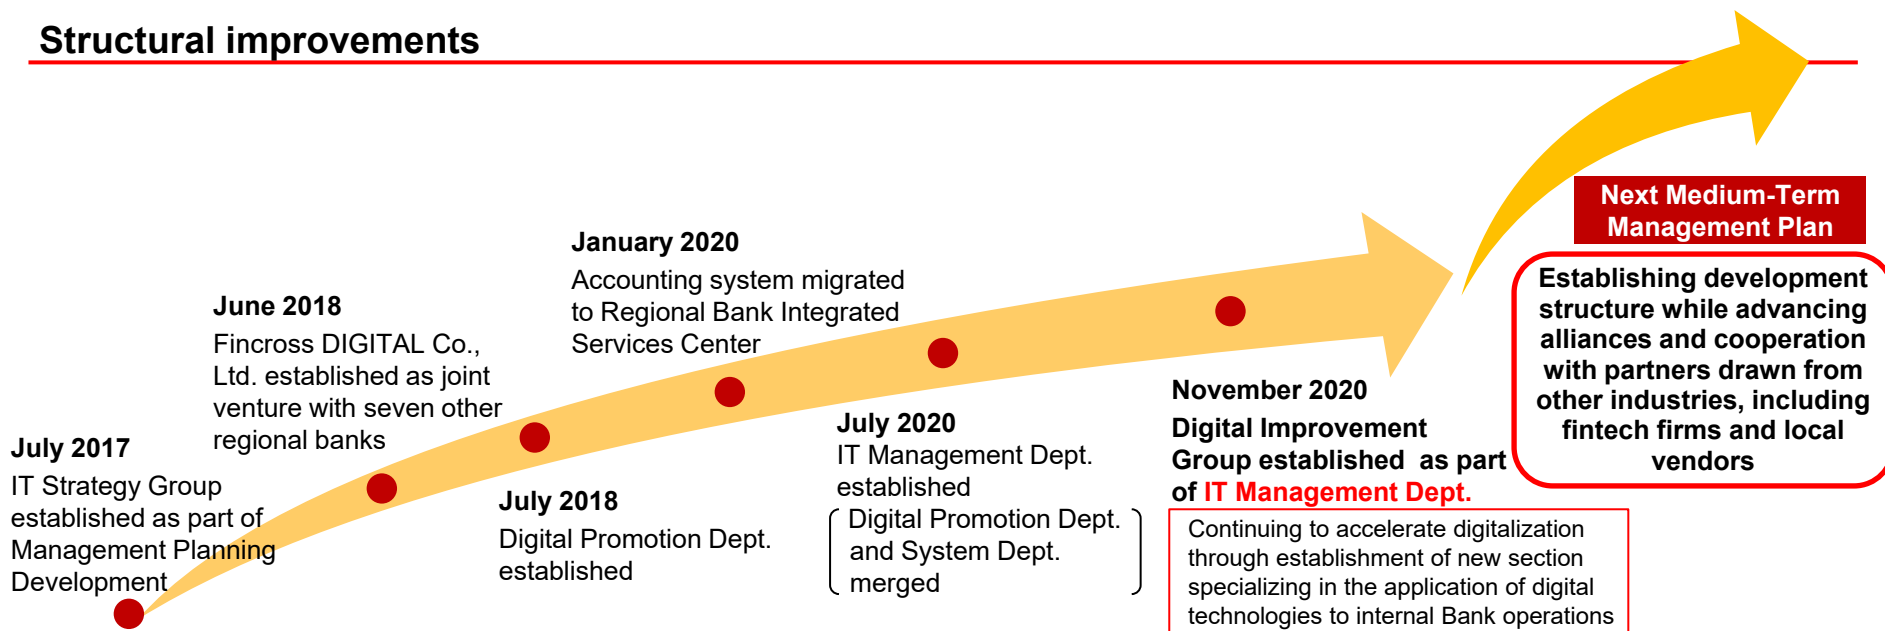 Structural improvements
July 2017
IT Strategy Group
established as part of
Management Planning
Development
June 2018
Fincross DIGITAL Co.,
Ltd. established as joint
venture with seven other
regional banks
July 2018
Digital Promotion Dept.
established
January 2020
Accounting system migrated
to Regional Bank Integrated
Services Center
July 2020
IT Management Dept.
established
Digital Promotion Dept.
and System Dept.
merged
November 2020
Digital Improvement
Group established as part
of IT Management Dept.
Continuing to accelerate digitalization
through establishment of new section
specializing in the application of digital
technologies to internal Bank operations
Next Medium-Term
Management Plan
Establishing development
structure while advancing
alliances and cooperation
with partners drawn from
other industries, including
fintech firms and local
vendors